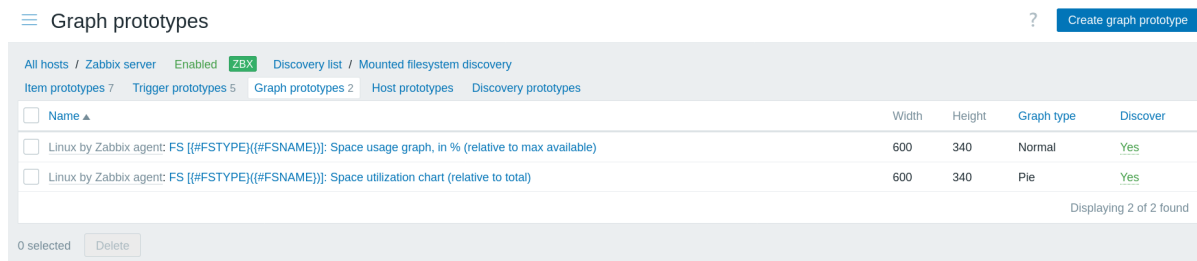 Graph prototypes ? Create graph prototype
All hosts / Zabbix server Enabled ZBX Discovery list / Mounted filesystem discovery
Item prototypes 7 Trigger prototypes 5 Graph prototypes 2 Host prototypes Discovery prototypes
Name Width Height Graph type Discover
Linux by Zabbix agent: FS [{#FSTYPE}({#FSNAME})]: Space usage graph, in % (relative to max available) 600 340 Normal Yes
Linux by Zabbix agent: FS [{#FSTYPE}({#FSNAME})]: Space utilization chart (relative to total) 600 340 Pie Yes
Displaying 2 of 2 found
0 selected Delete